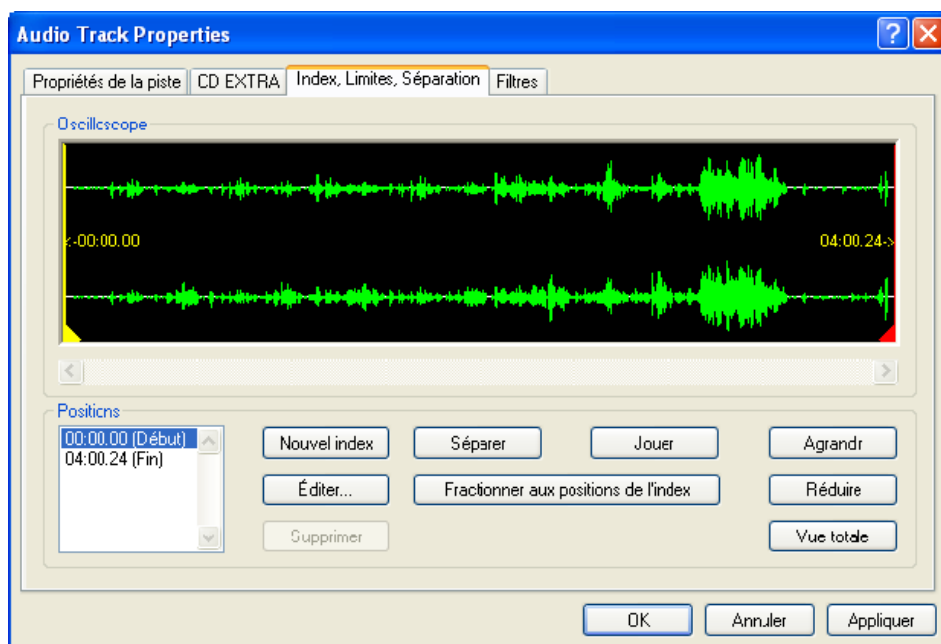 Audio Track Properties
Propriétés de la piste CD EXTRA Index, Limites, Séparation Filtres
Oscilloscope
<-00:00.00 04:00.24->
Positions
00:00.00 (Début)
04:00.24 (Fin)
Nouvel index Séparer Jouer Agrandr
Éditer... Fractionner aux positions de l'index Réduire
Supprimer Vue totale
OK Annuler Appliquer